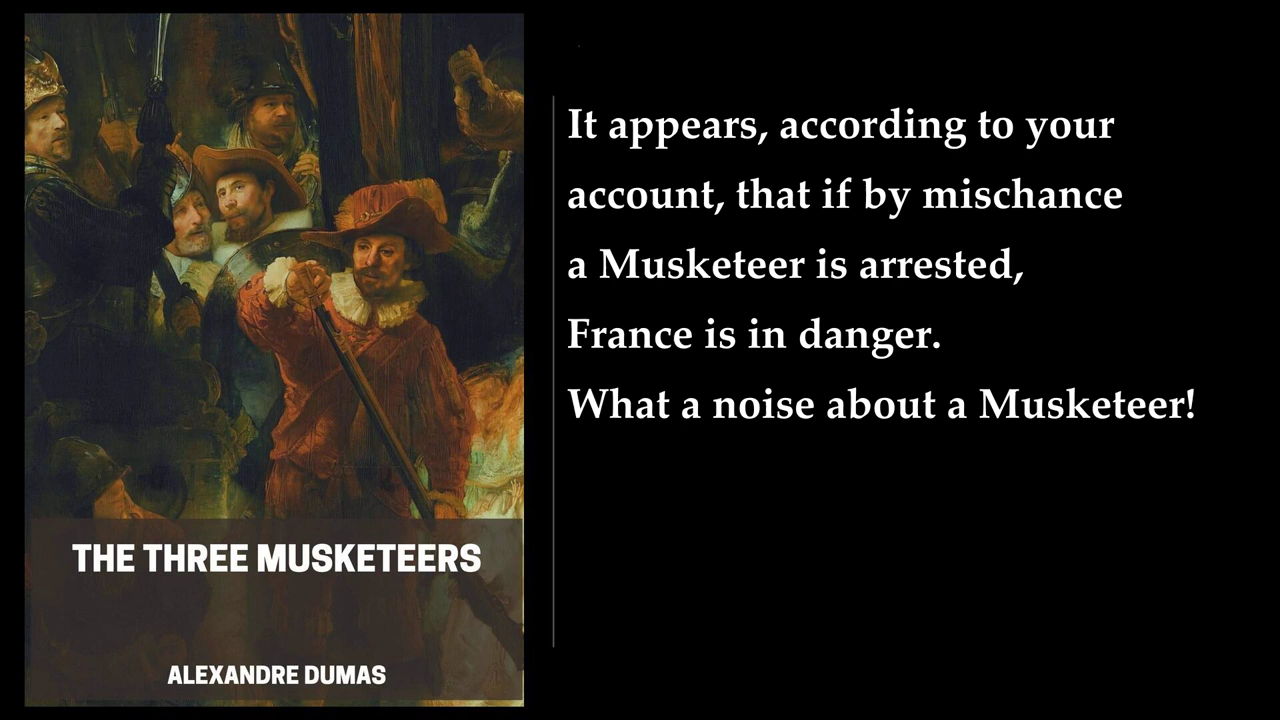 THE THREE MUSKETEERS
ALEXANDRE DUMAS
It appears, according to your
account, that if by mischance
a Musketeer is arrested,
France is in danger.
What a noise about a Musketeer!